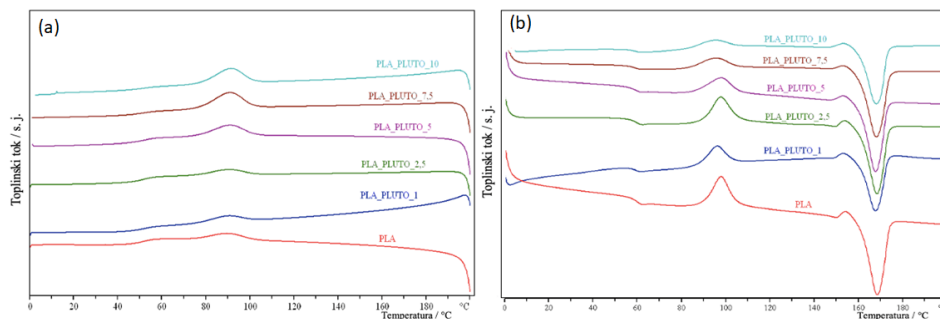 (a)
Toplinski tok / s. j.
PLA_PLUTO_10
PLA_PLUTO_7.5
PLA_PLUTO_5
PLA_PLUTO_2,5
PLA_PLUTO_1
PLA
0 20 40 60 80 100 120 140 160 °C
Temperatura / °C
(b)
Toplinski tok / s. j.
PLA_PLUTO_10
PLA_PLUTO_7.5
PLA_PLUTO_5
PLA_PLUTO_2,5
PLA_PLUTO_1
PLA
0 20 40 60 80 100 120 140 160 180
Temperatura / °C